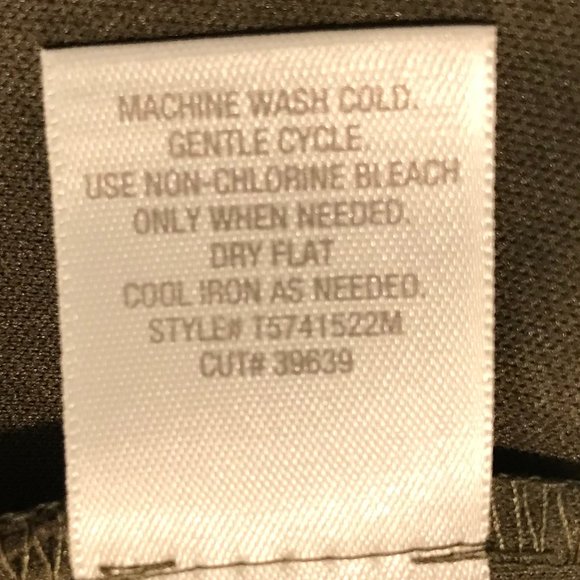 MACHINE WASH COLD.
GENTLE CYCLE.
USE NON-CHLORINE BLEACH
ONLY WHEN NEEDED.
DRY FLAT
COOL IRON AS NEEDED.
STYLE# T5741522M
CUT# 39639